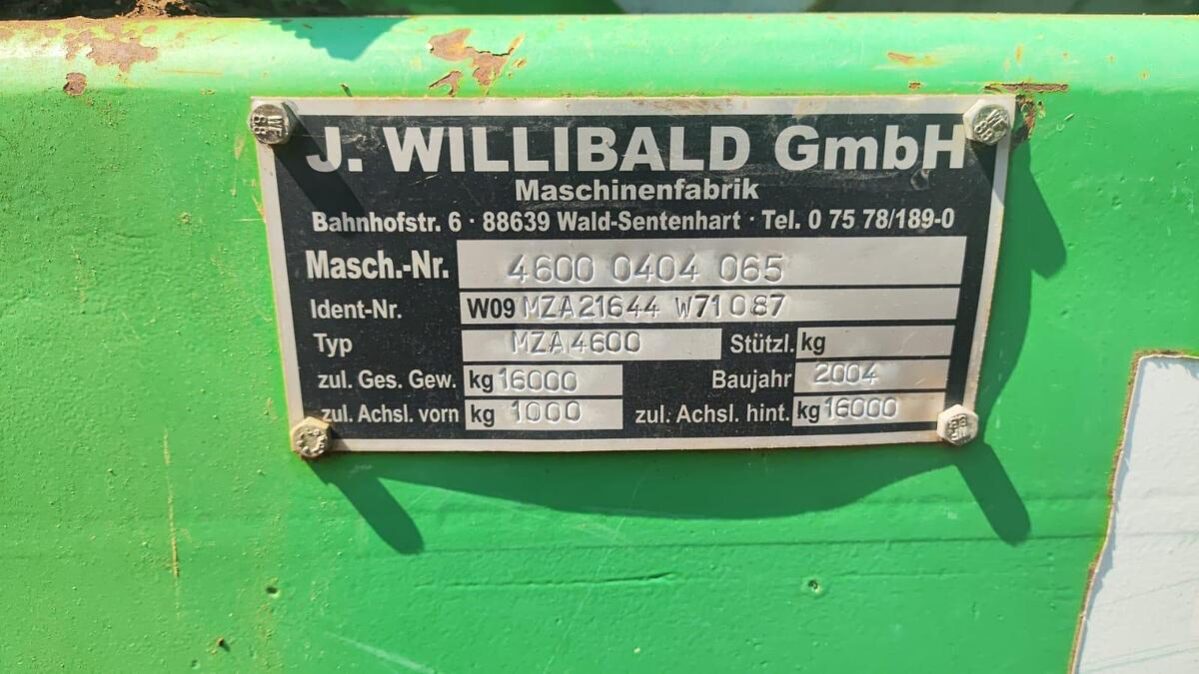 J. WILLIBALD GmbH
Maschinenfabrik
Bahnhofstr. 6 · 88639 Wald-Sentenhart · Tel. 0 75 78/189-0
Masch.-Nr. 4600 0404 065
Ident-Nr. W09 MZA21644 W71087
Typ MZA4600 Stützl. kg
zul. Ges. Gew. kg 16000 Baujahr 2004
zul. Achsl. vorn kg 1000 zul. Achsl. hint. kg 16000